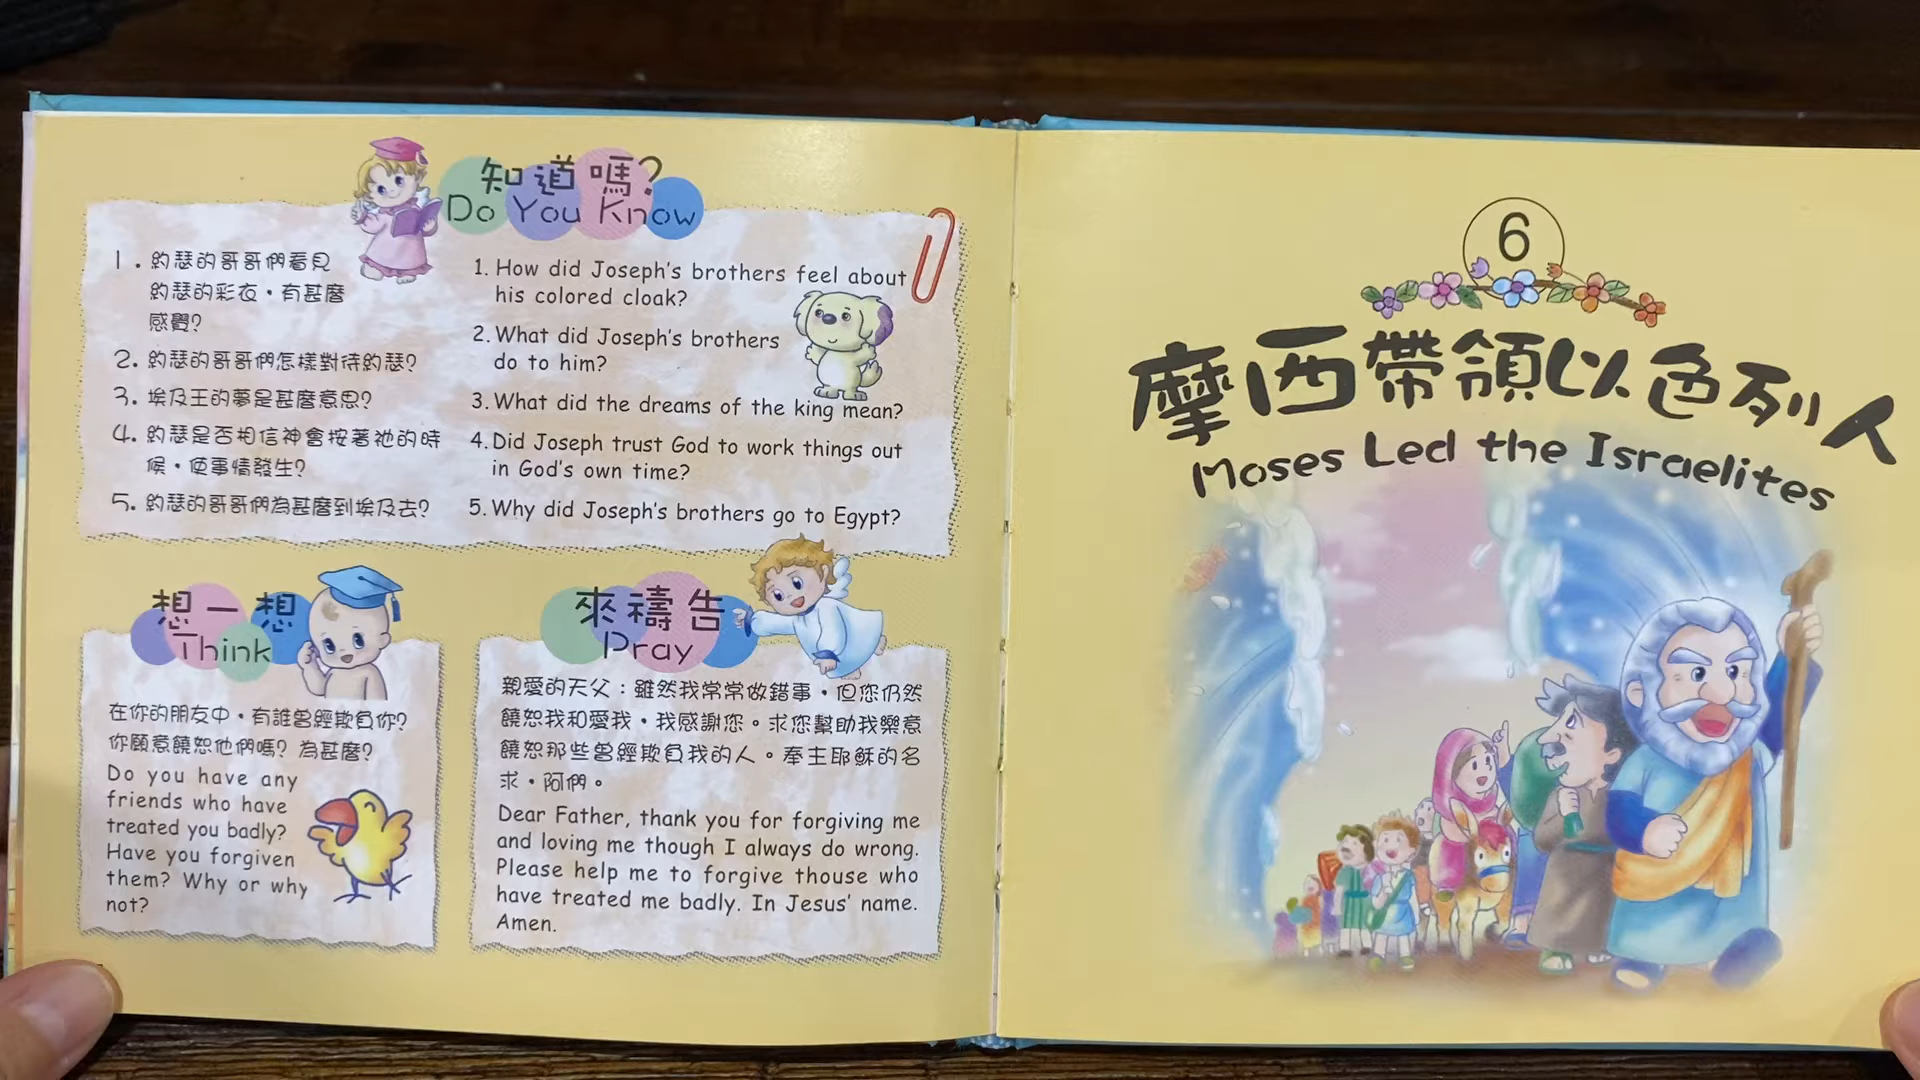 知道嗎?
Do You Know
1. 約瑟的哥哥們看見
約瑟的彩衣，有甚麼
感覺?
2. 約瑟的哥哥們怎樣對待約瑟?
3. 埃及王的夢是甚麼意思?
4. 約瑟是否相信神會按著祂的時
候，使事情發生?
5. 約瑟的哥哥們為甚麼到埃及去?
1. How did Joseph's brothers feel about
his colored cloak?
2. What did Joseph's brothers
do to him?
3. What did the dreams of the king mean?
4. Did Joseph trust God to work things out
in God's own time?
5. Why did Joseph's brothers go to Egypt?
想一想
Think
在你的朋友中，有誰曾經欺負你?
你願意饒恕他們嗎? 為甚麼?
Do you have any
friends who have
treated you badly?
Have you forgiven
them? Why or why
not?
來禱告
Pray
親愛的天父：雖然我常常做錯事，但您仍然
饒恕我和愛我，我感謝您。求您幫助我樂意
饒恕那些曾經欺負我的人。奉主耶穌的名
求，阿們。
Dear Father, thank you for forgiving me
and loving me though I always do wrong.
Please help me to forgive thouse who
have treated me badly. In Jesus' name.
Amen.
6
摩西帶領以色列人
Moses Led the Israelites